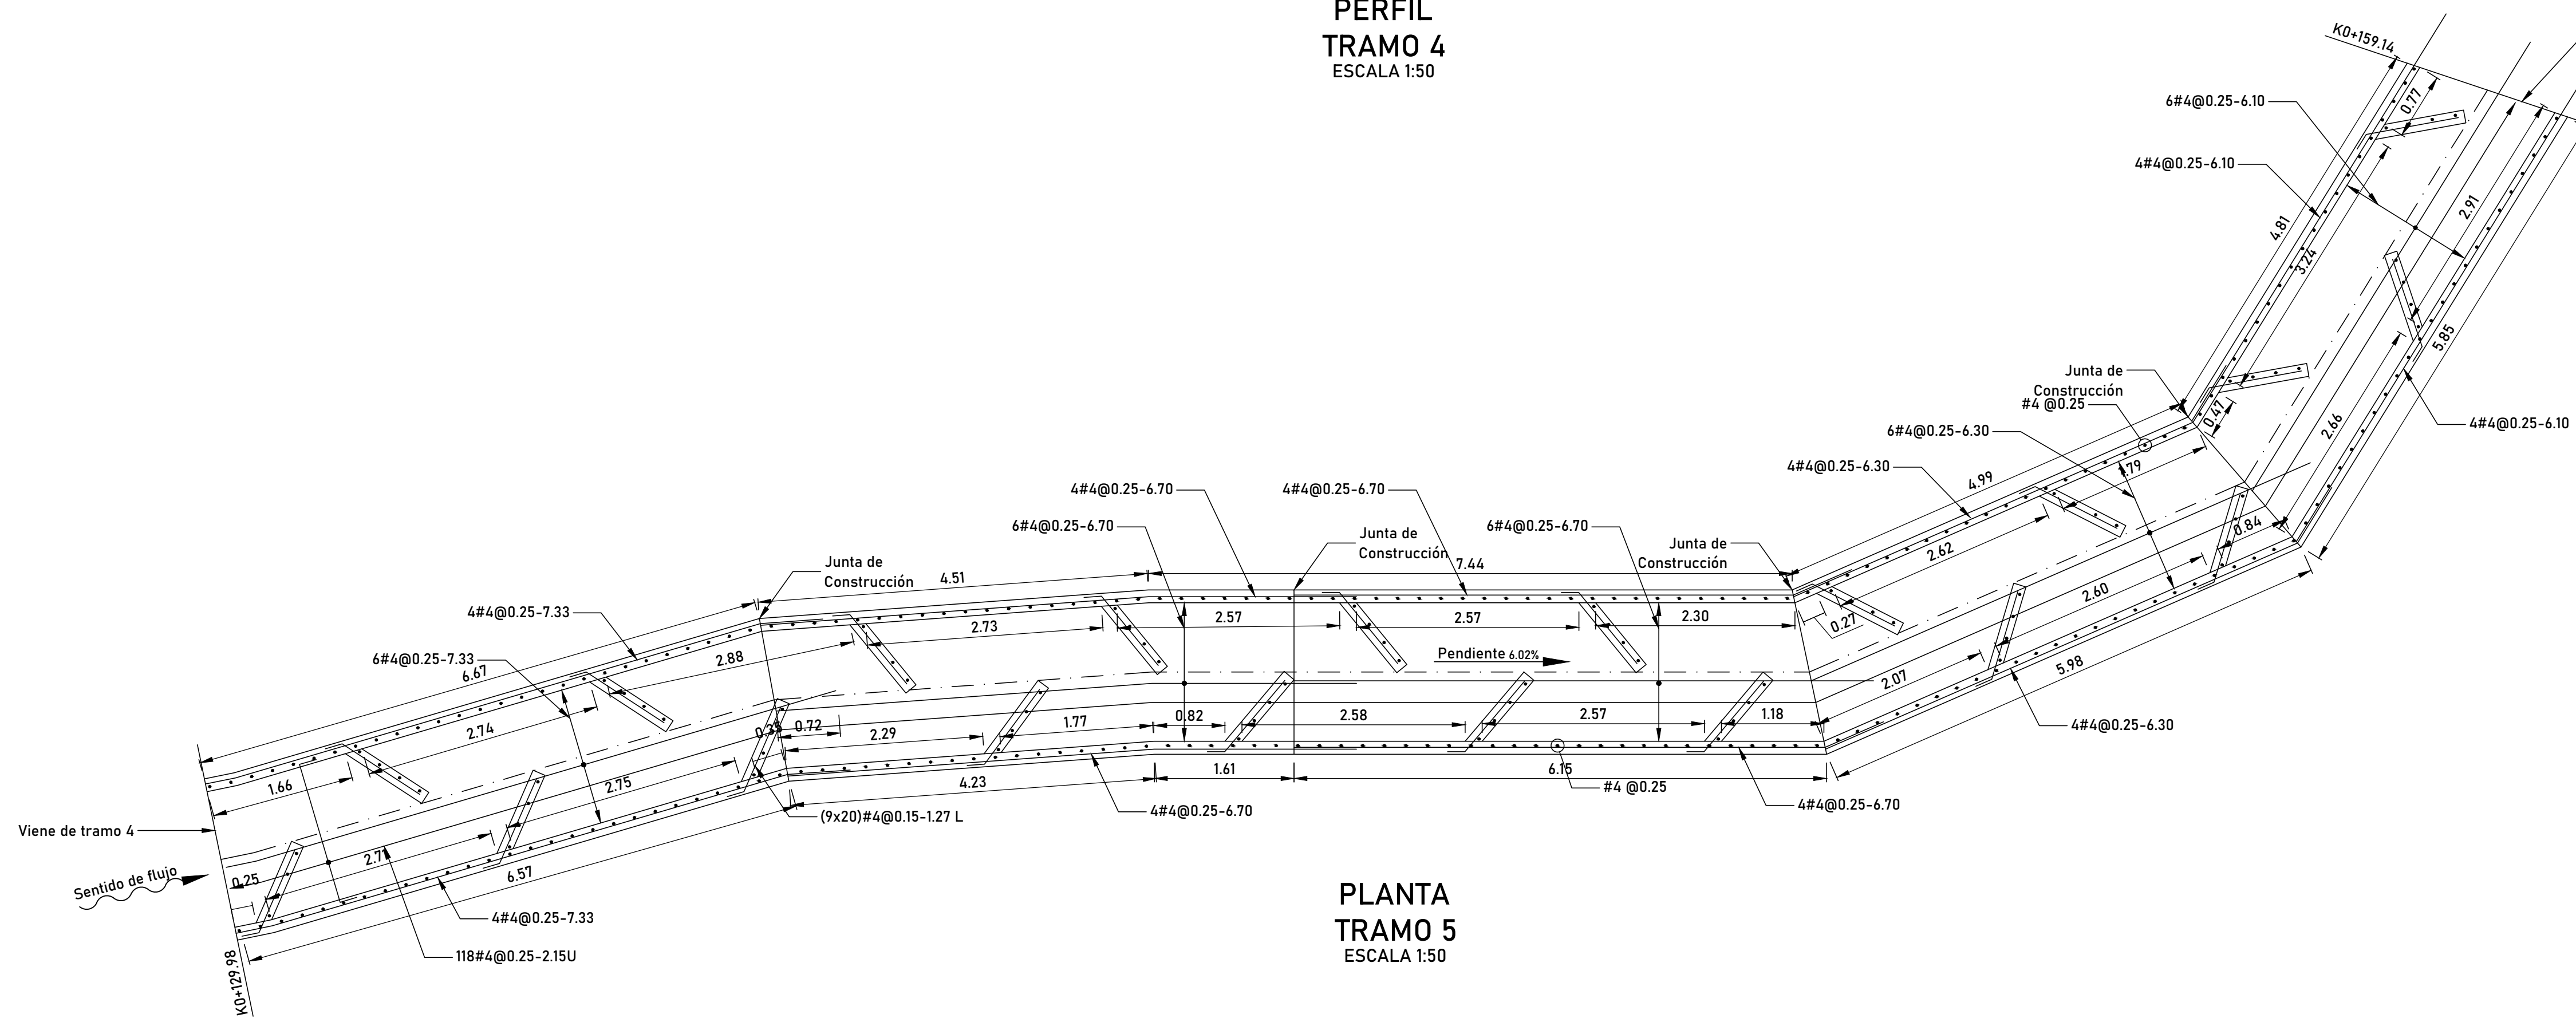 PERFIL
TRAMO 4
ESCALA 1:50
K0+159.14
0.77
6#4@0.25-6.10
4#4@0.25-6.10
4.81
3.24
2.91
5.85
2.66
4#4@0.25-6.10
Junta de
Construcción
#4 @0.25
0.47
6#4@0.25-6.30
4#4@0.25-6.30
4.99
2.62
0.84
2.60
0.27
2.07
5.98
4#4@0.25-6.30
4#4@0.25-6.70
4#4@0.25-6.70
6#4@0.25-6.70
6#4@0.25-6.70
Junta de
Construcción
Junta de
Construcción
7.44
Junta de
Construcción
4.51
4#4@0.25-7.33
6#4@0.25-7.33
6.67
2.88
2.73
2.57
2.57
2.30
Pendiente 6.02%
2.74
1.66
0.72
2.29
1.77
0.82
2.58
2.57
1.18
2.75
4.23
1.61
6.15
#4 @0.25
4#4@0.25-6.70
4#4@0.25-6.70
(9x20)#4@0.15-1.27 L
Viene de tramo 4
Sentido de flujo
0.25
2.71
6.57
4#4@0.25-7.33
118#4@0.25-2.15U
K0+129.98
PLANTA
TRAMO 5
ESCALA 1:50